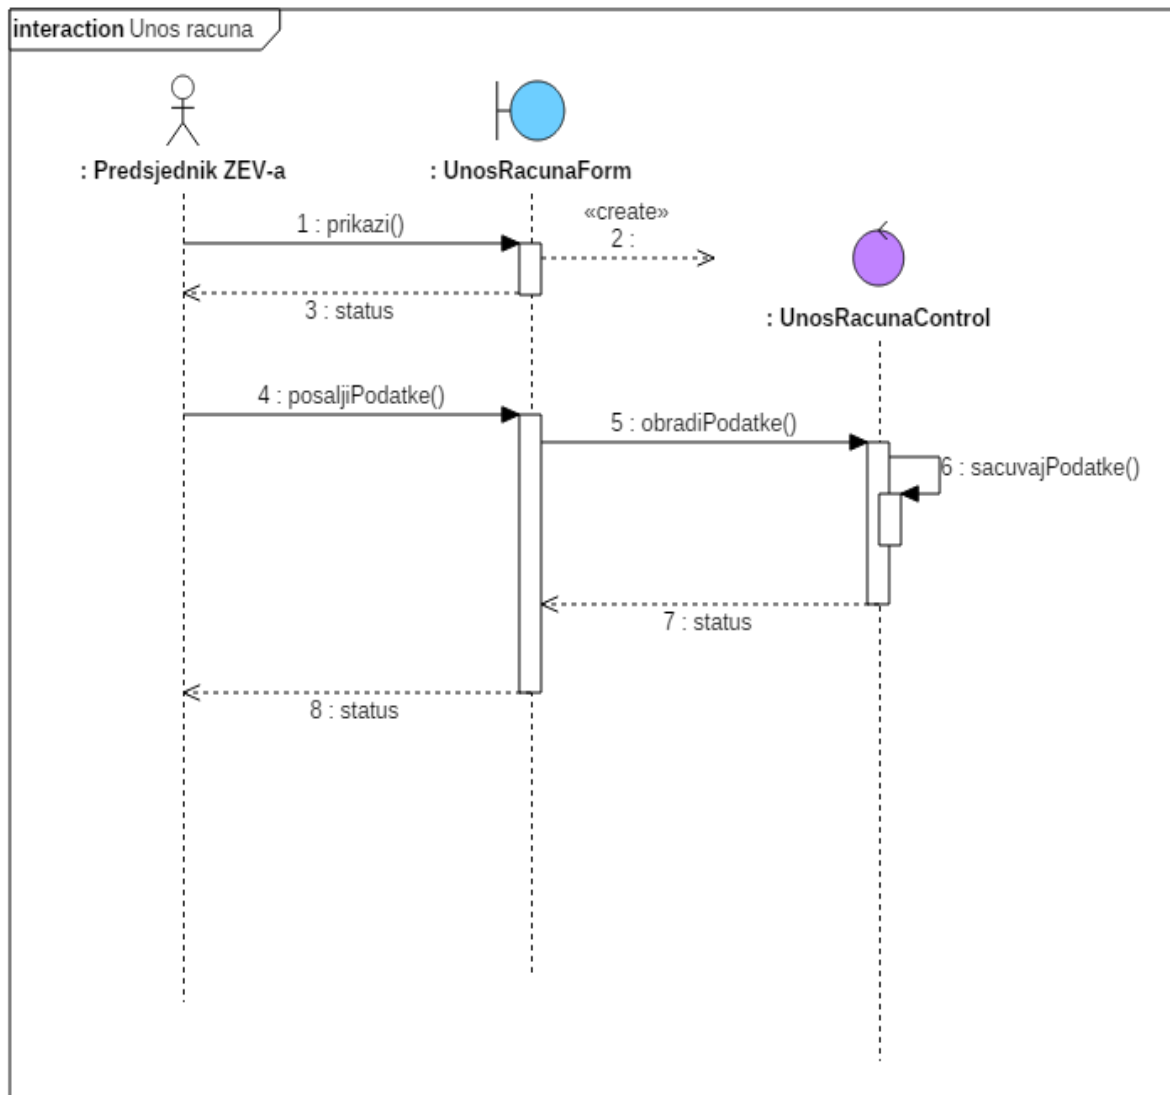 interaction Unos racuna
: Predsjednik ZEV-a
: UnosRacunaForm
«create»
1 : prikazi()
2 :
3 : status
: UnosRacunaControl
4 : posaljiPodatke()
5 : obradiPodatke()
6 : sacuvajPodatke()
7 : status
8 : status